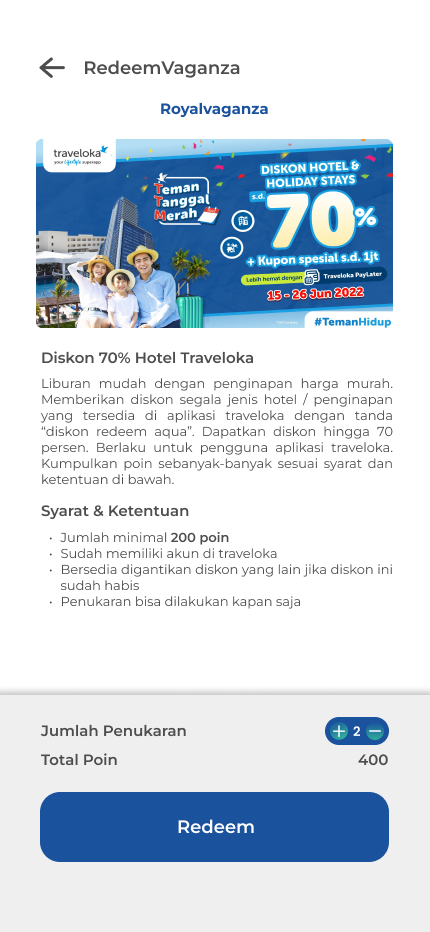 RedeemVaganza
Royalvaganza
traveloka
your Lifestyle superapp
Teman
Tanggal
Merah
DISKON HOTEL &
HOLIDAY STAYS
s.d.
70%
+ Kupon spesial s.d. 1jt
Lebih hemat dengan Traveloka PayLater
15 - 26 Jun 2022
#TemanHidup
Diskon 70% Hotel Traveloka
Liburan mudah dengan penginapan harga murah.
Memberikan diskon segala jenis hotel / penginapan
yang tersedia di aplikasi traveloka dengan tanda
“diskon redeem aqua”. Dapatkan diskon hingga 70
persen. Berlaku untuk pengguna aplikasi traveloka.
Kumpulkan poin sebanyak-banyak sesuai syarat dan
ketentuan di bawah.
Syarat & Ketentuan
• Jumlah minimal 200 poin
• Sudah memiliki akun di traveloka
• Bersedia digantikan diskon yang lain jika diskon ini
sudah habis
• Penukaran bisa dilakukan kapan saja
Jumlah Penukaran + 2 −
Total Poin 400
Redeem